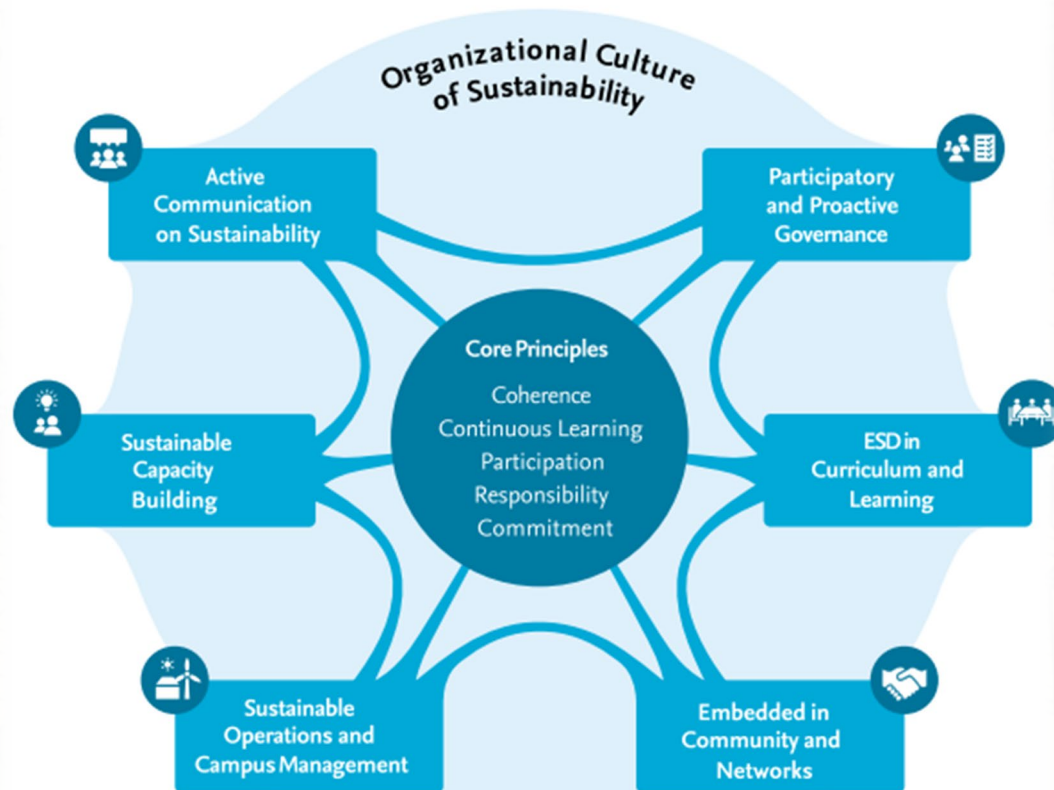 Organizational Culture
of Sustainability
Active
Communication
on Sustainability
Participatory
and Proactive
Governance
Core Principles
Coherence
Continuous Learning
Participation
Responsibility
Commitment
Sustainable
Capacity
Building
ESD in
Curriculum and
Learning
Sustainable
Operations and
Campus Management
Embedded in
Community and
Networks